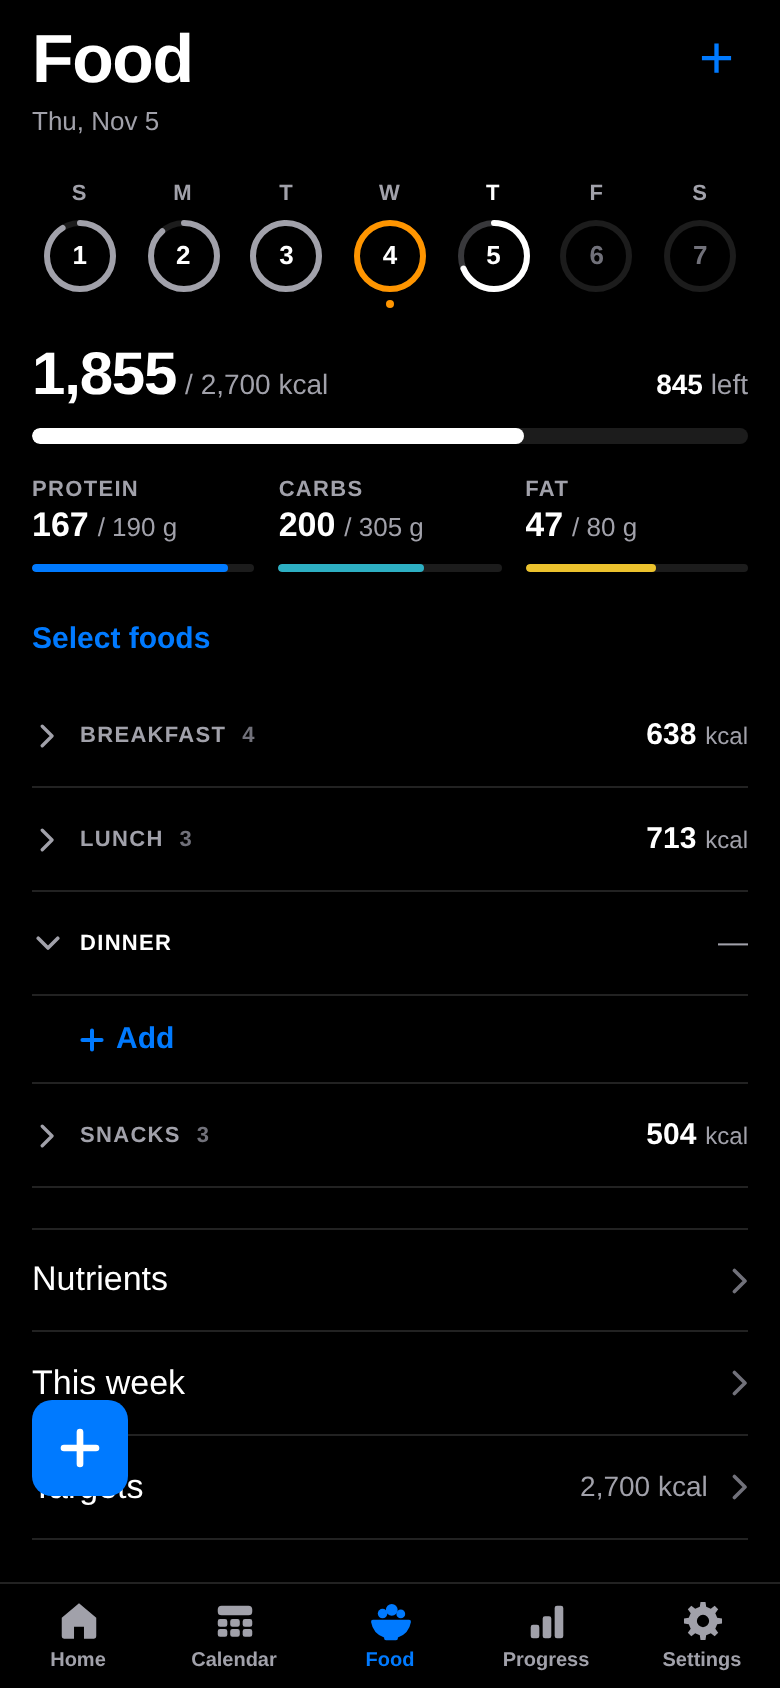 Food
Thu, Nov 5
S M T W T F S
1 2 3 4 5 6 7
1,855 / 2,700 kcal 845 left
PROTEIN CARBS FAT
167 / 190 g 200 / 305 g 47 / 80 g
Select foods
BREAKFAST 4 638 kcal
LUNCH 3 713 kcal
DINNER —
Add
SNACKS 3 504 kcal
Nutrients
This week
Targets 2,700 kcal
Home Calendar Food Progress Settings